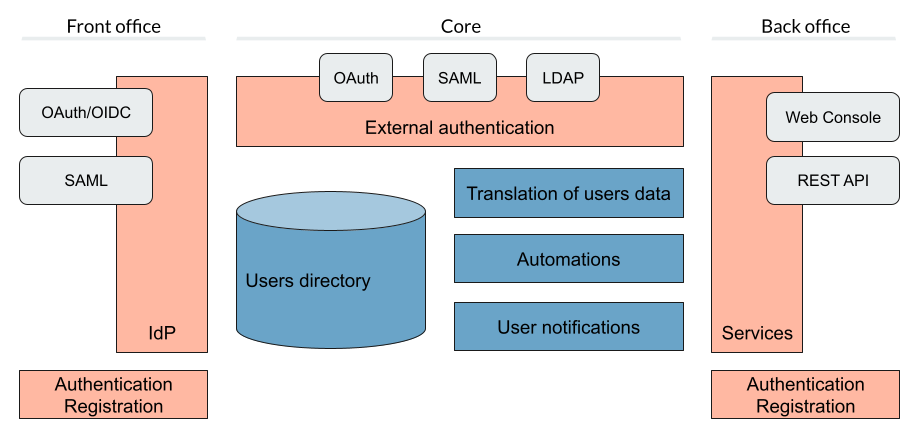 Front office
Core
Back office
OAuth/OIDC
SAML
IdP
Authentication
Registration
OAuth
SAML
LDAP
External authentication
Users directory
Translation of users data
Automations
User notifications
Web Console
REST API
Services
Authentication
Registration